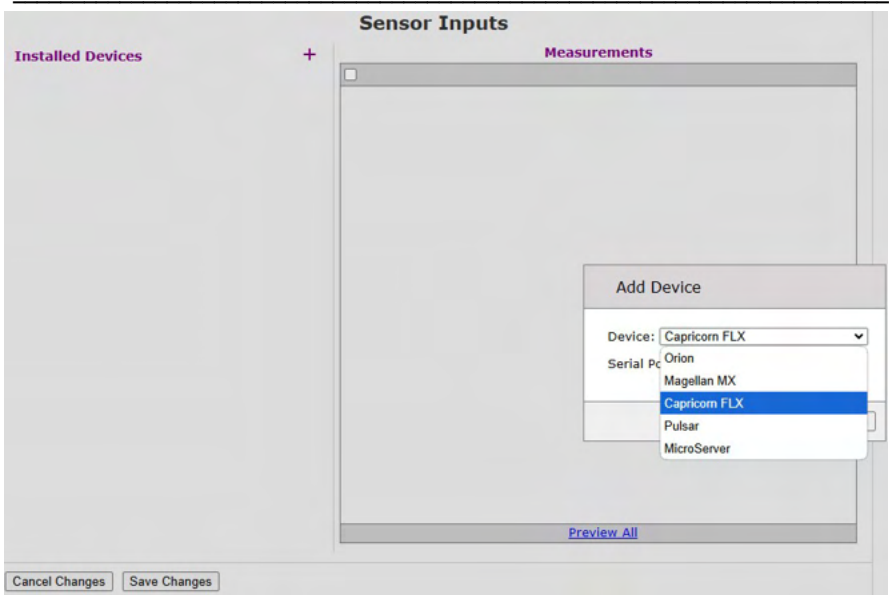 Sensor Inputs
Installed Devices +
Measurements
Add Device
Device: Capricorn FLX
Serial
Orion
Magellan MX
Capricorn FLX
Pulsar
MicroServer
Preview All
Cancel Changes Save Changes